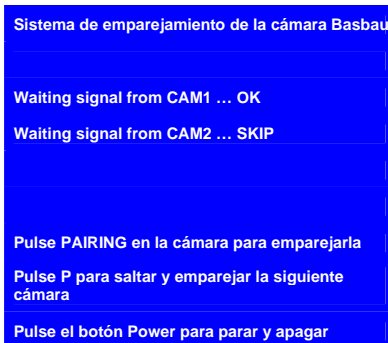 Sistema de emparejamiento de la cámara Basbau
Waiting signal from CAM1 … OK
Waiting signal from CAM2 … SKIP
Pulse PAIRING en la cámara para emparejarla
Pulse P para saltar y emparejar la siguiente
cámara
Pulse el botón Power para parar y apagar